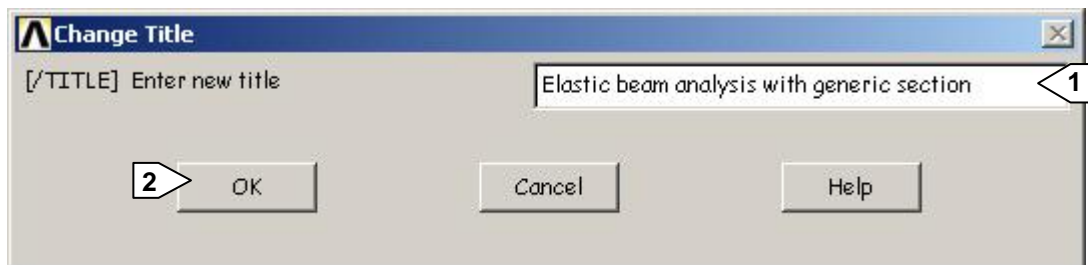 Change Title
[/TITLE] Enter new title
Elastic beam analysis with generic section
1
2
OK
Cancel
Help